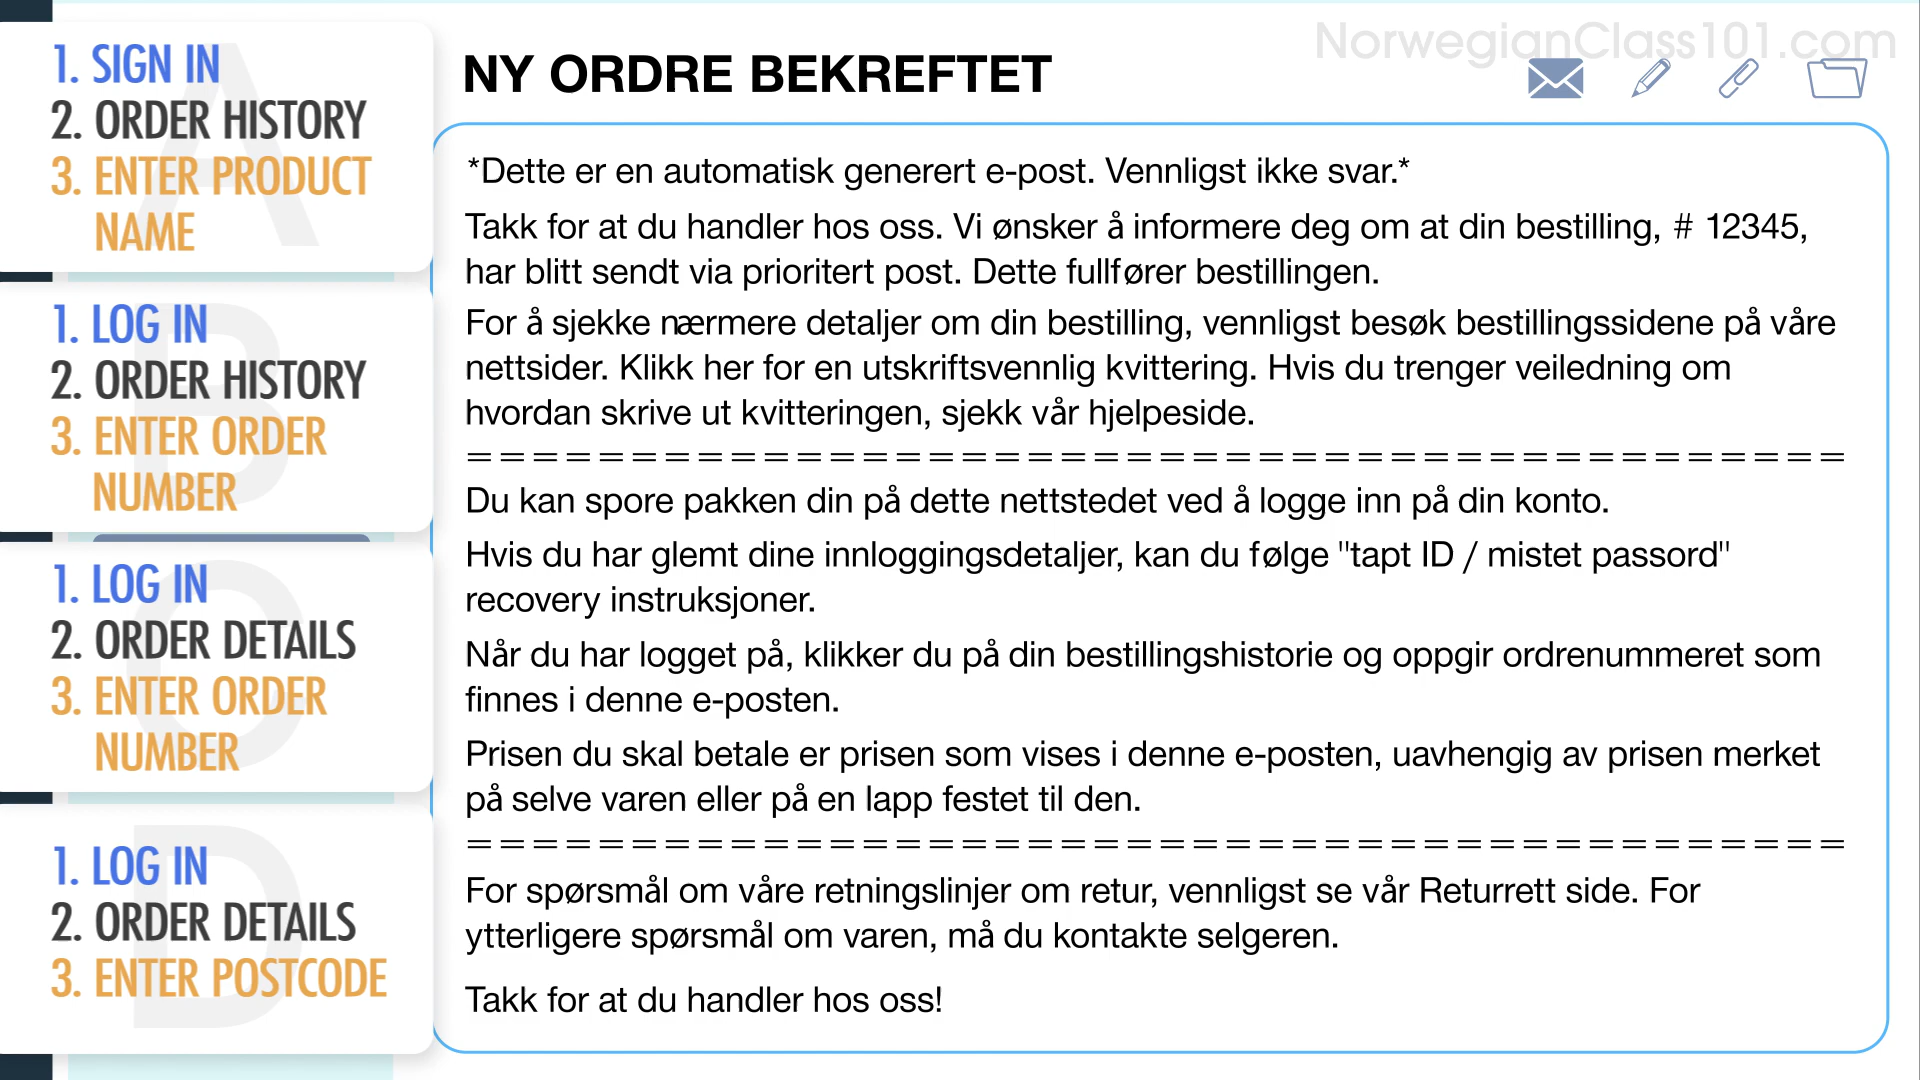 A
1. SIGN IN
2. ORDER HISTORY
3. ENTER PRODUCT
NAME
B
1. LOG IN
2. ORDER HISTORY
3. ENTER ORDER
NUMBER
C
1. LOG IN
2. ORDER DETAILS
3. ENTER ORDER
NUMBER
D
1. LOG IN
2. ORDER DETAILS
3. ENTER POSTCODE
NorwegianClass101.com
NY ORDRE BEKREFTET
*Dette er en automatisk generert e-post. Vennligst ikke svar.*
Takk for at du handler hos oss. Vi ønsker å informere deg om at din bestilling, # 12345,
har blitt sendt via prioritert post. Dette fullfører bestillingen.
For å sjekke nærmere detaljer om din bestilling, vennligst besøk bestillingssidene på våre
nettsider. Klikk her for en utskriftsvennlig kvittering. Hvis du trenger veiledning om
hvordan skrive ut kvitteringen, sjekk vår hjelpeside.
==========================================
Du kan spore pakken din på dette nettstedet ved å logge inn på din konto.
Hvis du har glemt dine innloggingsdetaljer, kan du følge "tapt ID / mistet passord"
recovery instruksjoner.
Når du har logget på, klikker du på din bestillingshistorie og oppgir ordrenummeret som
finnes i denne e-posten.
Prisen du skal betale er prisen som vises i denne e-posten, uavhengig av prisen merket
på selve varen eller på en lapp festet til den.
==========================================
For spørsmål om våre retningslinjer om retur, vennligst se vår Returrett side. For
ytterligere spørsmål om varen, må du kontakte selgeren.
Takk for at du handler hos oss!